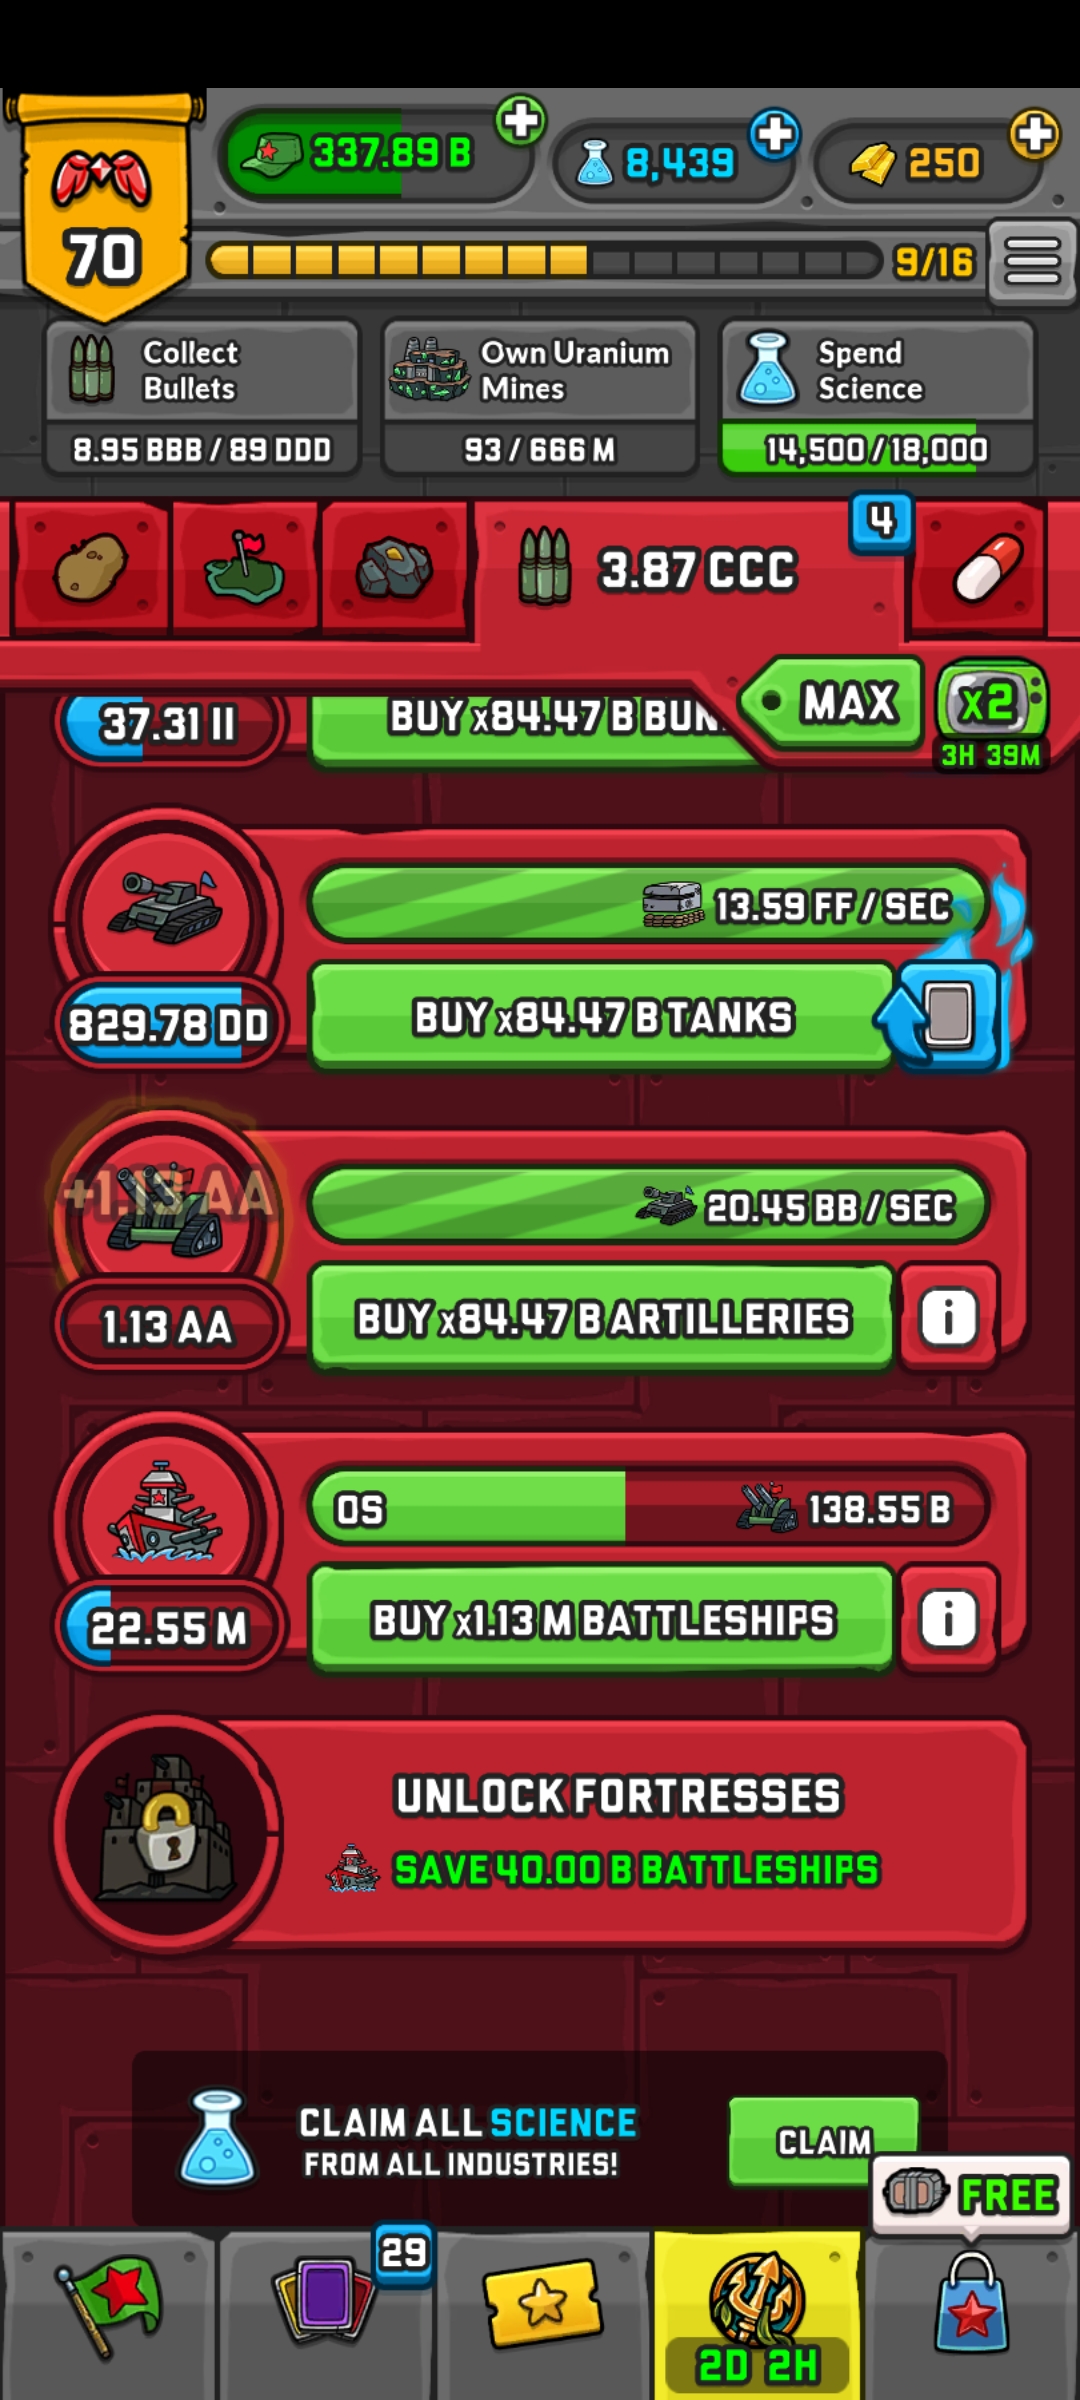 337.89 B
8,439
250
70
9/16
Collect
Bullets
Own Uranium
Mines
Spend
Science
8.95 BBB / 89 DDD
93 / 666 M
14,500/18,000
4
3.87 CCC
MAX
x2
3H 39M
37.31 II
BUY x84.47 B BUN
13.59 FF / SEC
829.78 DD
BUY x84.47 B TANKS
+1.13 AA
20.45 BB / SEC
1.13 AA
BUY x84.47 B ARTILLERIES
i
0S
138.55 B
22.55 M
BUY x1.13 M BATTLESHIPS
i
UNLOCK FORTRESSES
SAVE 40.00 B BATTLESHIPS
CLAIM ALL SCIENCE
FROM ALL INDUSTRIES!
CLAIM
FREE
29
2D 2H